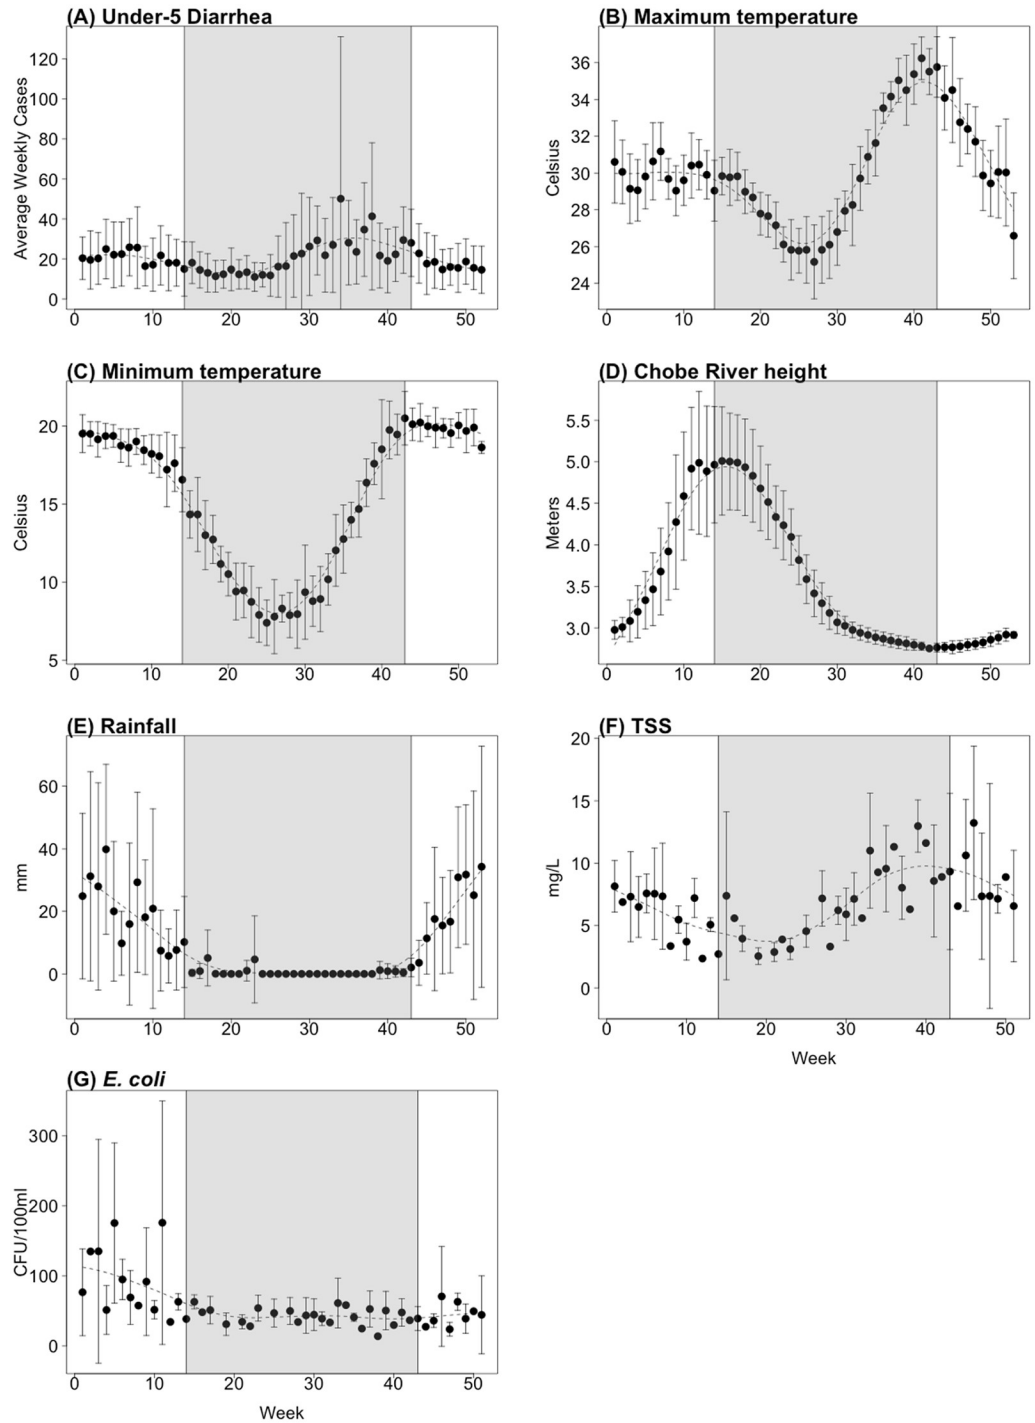 (A) Under-5 Diarrhea
Average Weekly Cases
120
100
80
60
40
20
0
0 10 20 30 40 50
(B) Maximum temperature
Celsius
36
34
32
30
28
26
24
0 10 20 30 40 50
(C) Minimum temperature
Celsius
20
15
10
5
0 10 20 30 40 50
(D) Chobe River height
Meters
5.5
5.0
4.5
4.0
3.5
3.0
0 10 20 30 40 50
(E) Rainfall
mm
60
40
20
0
0 10 20 30 40 50
(F) TSS
mg/L
20
15
10
5
0
0 10 20 30 40 50
Week
(G) E. coli
CFU/100ml
300
200
100
0
0 10 20 30 40 50
Week